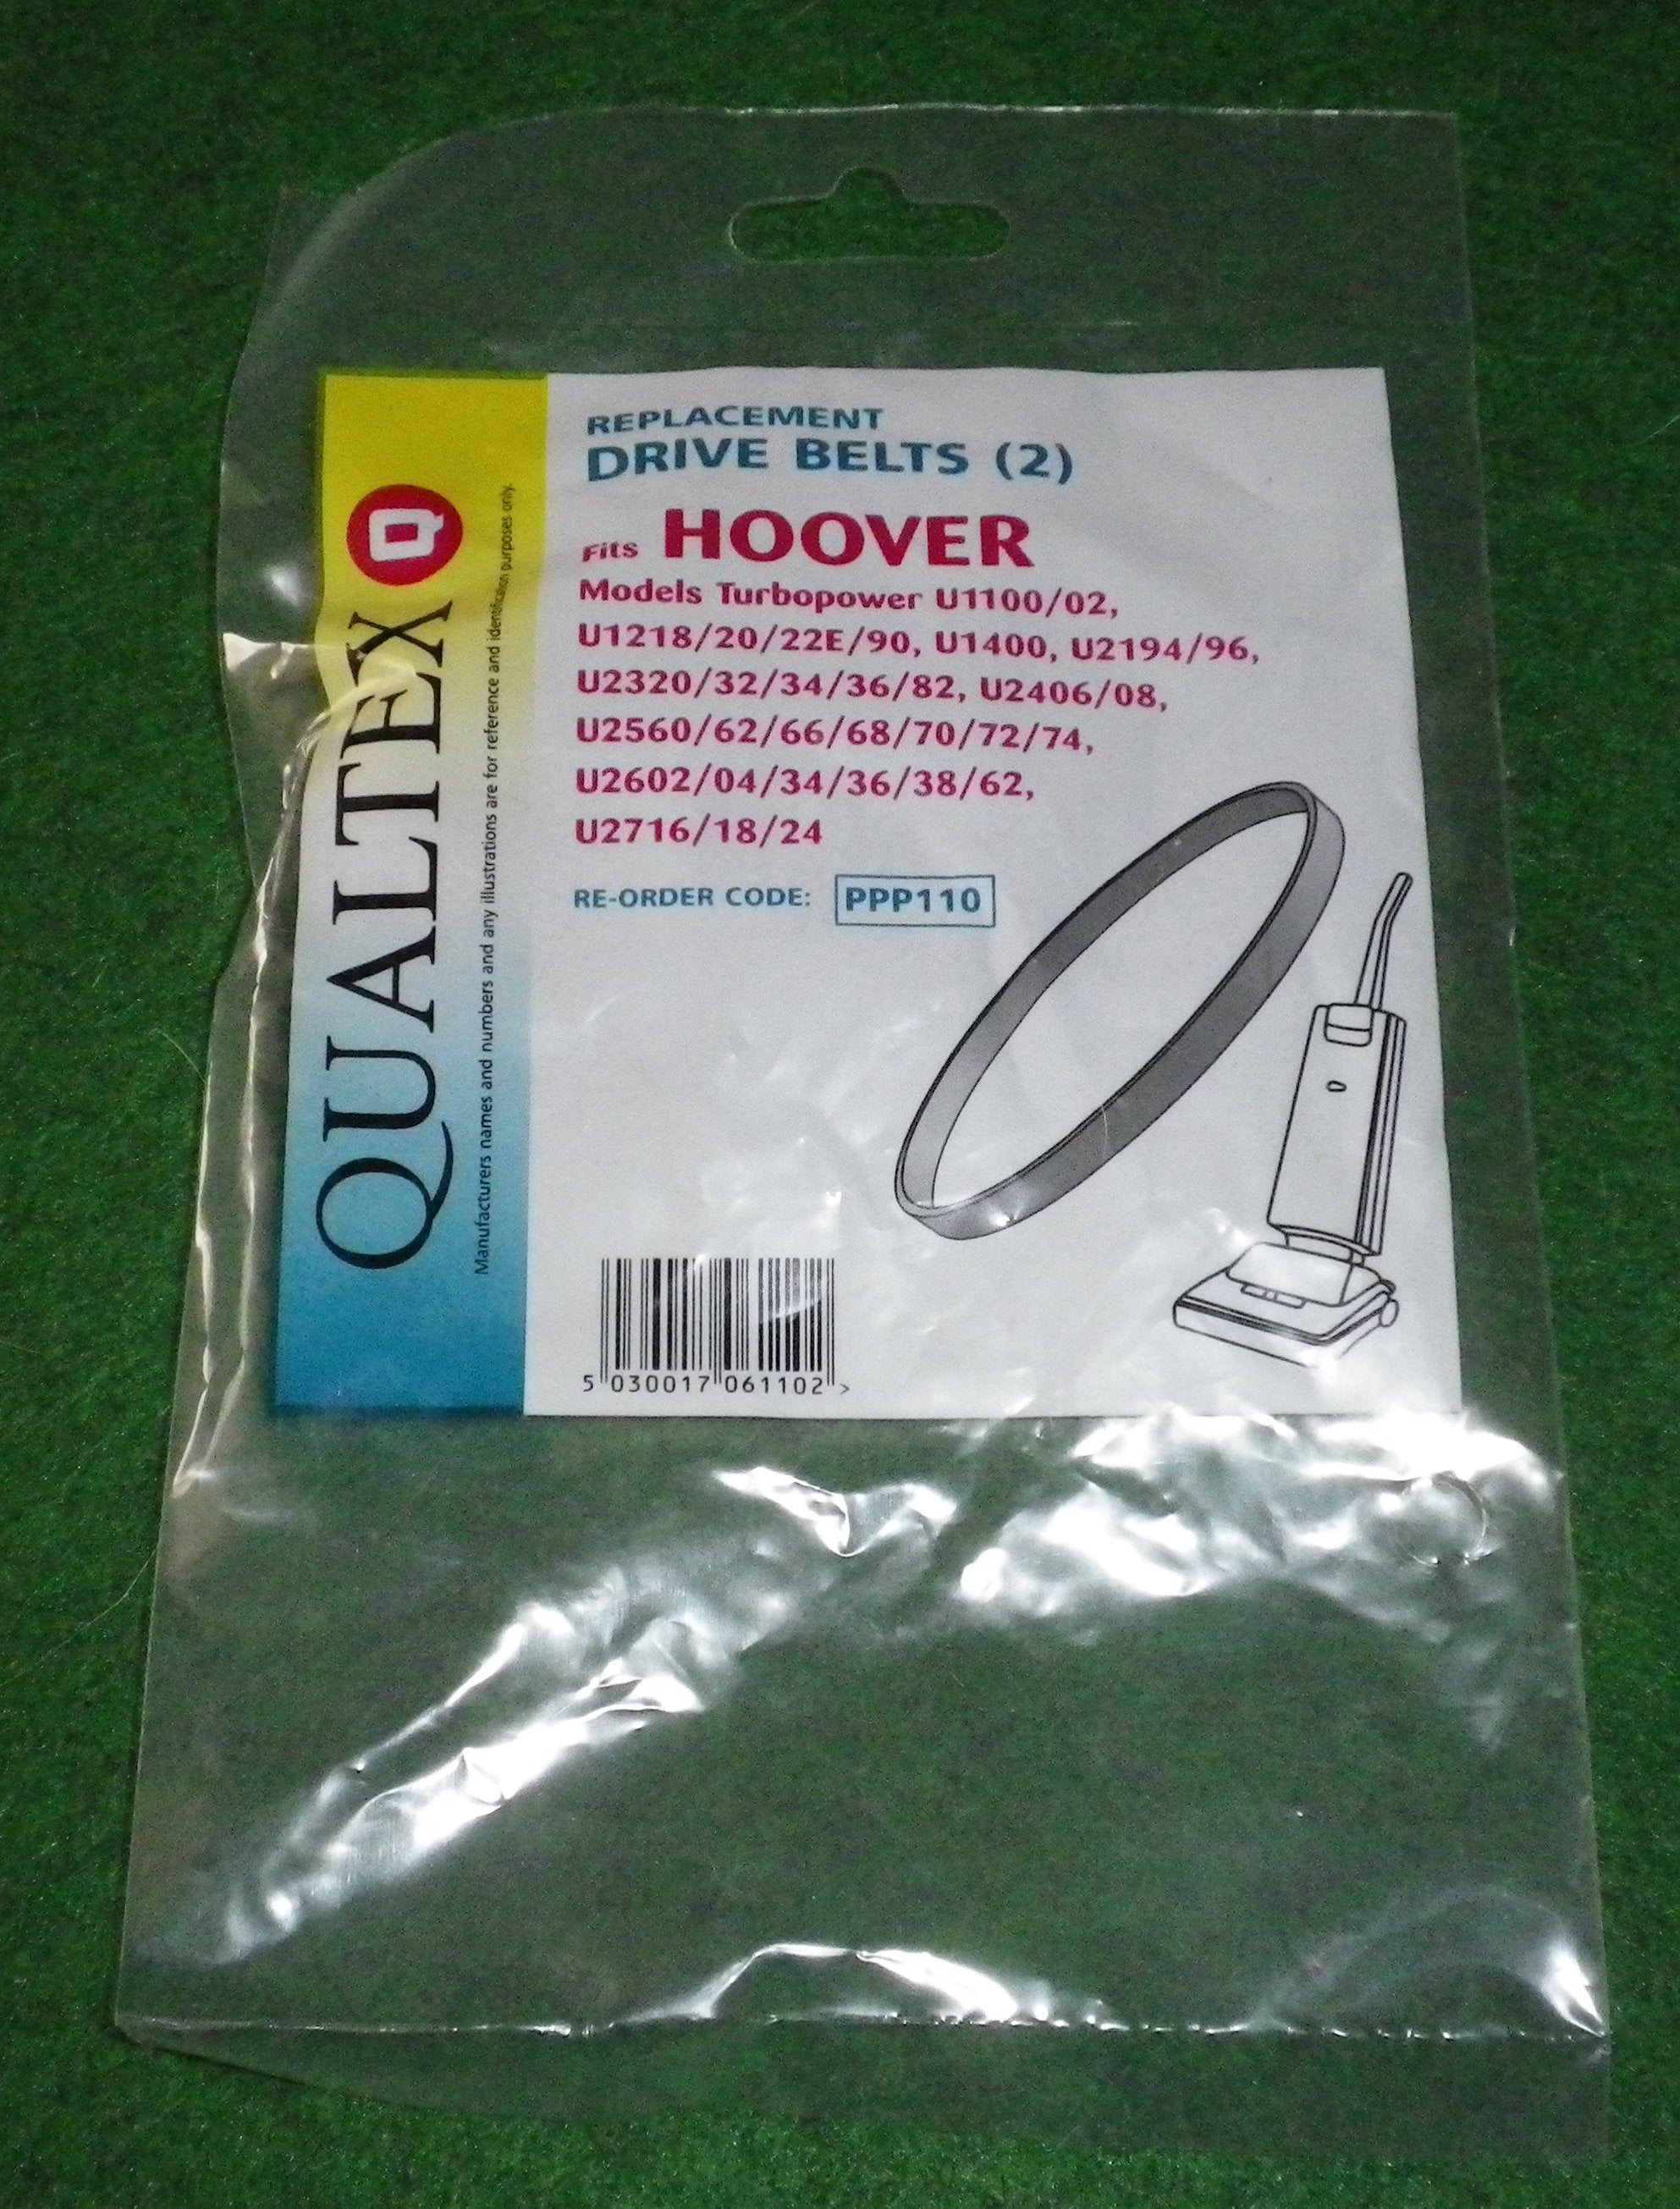 REPLACEMENT
DRIVE BELTS (2)
Fits HOOVER
Models Turbopower U1100/02,
U1218/20/22E/90, U1400, U2194/96,
U2320/32/34/36/82, U2406/08,
U2560/62/66/68/70/72/74,
U2602/04/34/36/38/62,
U2716/18/24
RE-ORDER CODE: PPP110
5 030017 061102 >
QUALTEX Q
Manufacturers names and numbers and any illustrations are for reference and identification purposes only.